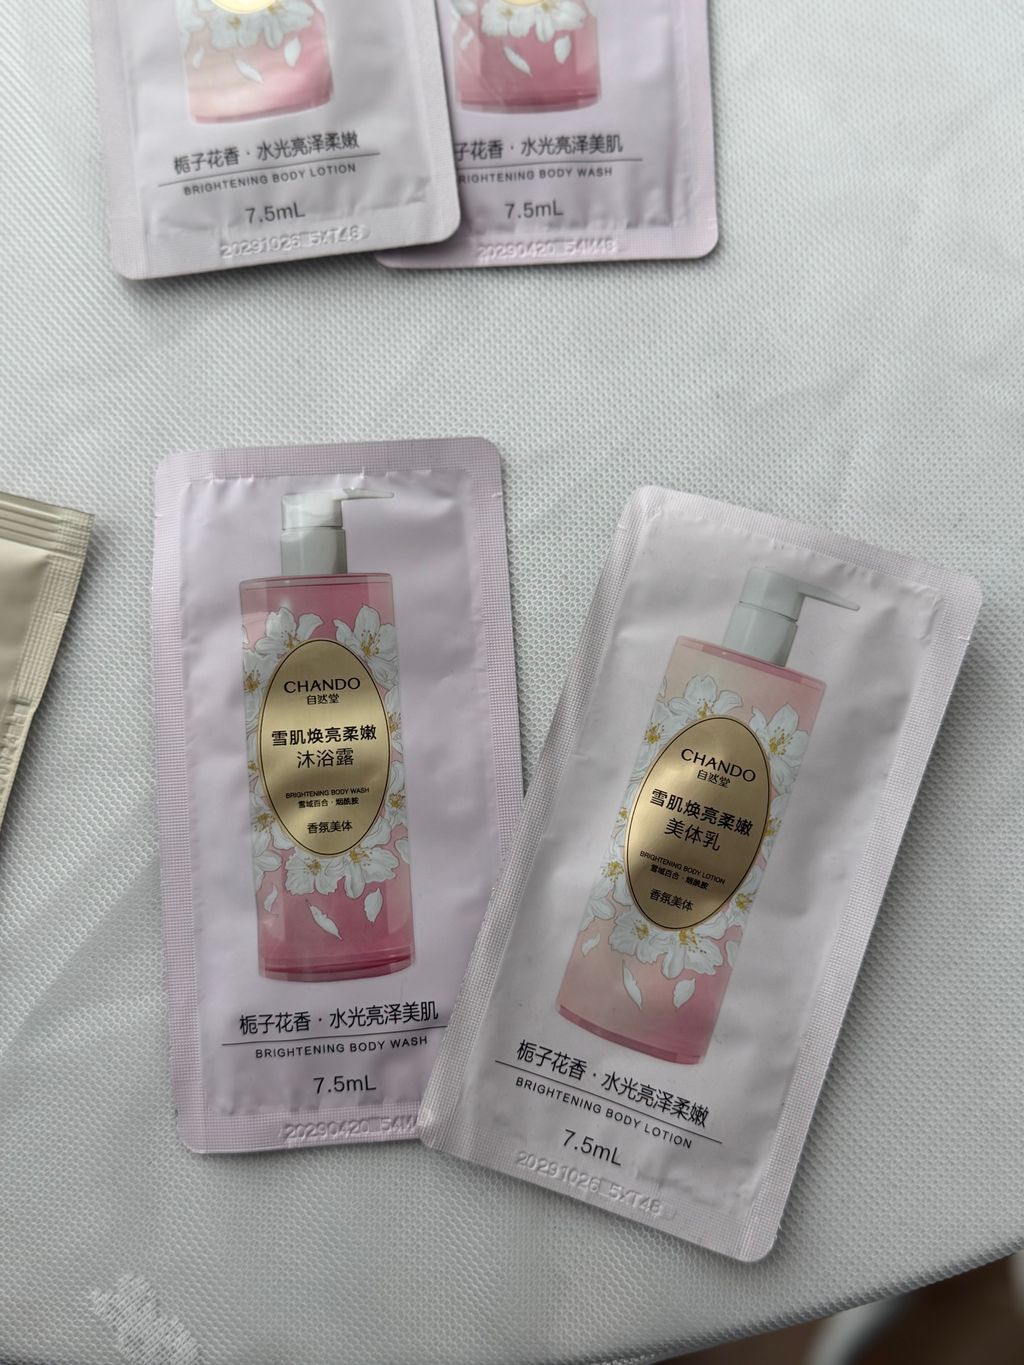 栀子花香·水光亮泽柔嫩
BRIGHTENING BODY LOTION
7.5mL
20291026 5XT48
子花香·水光亮泽美肌
BRIGHTENING BODY WASH
7.5mL
20290420 54M48
CHANDO
自然堂
雪肌焕亮柔嫩
沐浴露
BRIGHTENING BODY WASH
雪域百合·烟酰胺
香氛美体
栀子花香·水光亮泽美肌
BRIGHTENING BODY WASH
7.5mL
20290420 54M
CHANDO
自然堂
雪肌焕亮柔嫩
美体乳
BRIGHTENING BODY LOTION
雪域百合·烟酰胺
香氛美体
栀子花香·水光亮泽柔嫩
BRIGHTENING BODY LOTION
7.5mL
20291026 5XT48